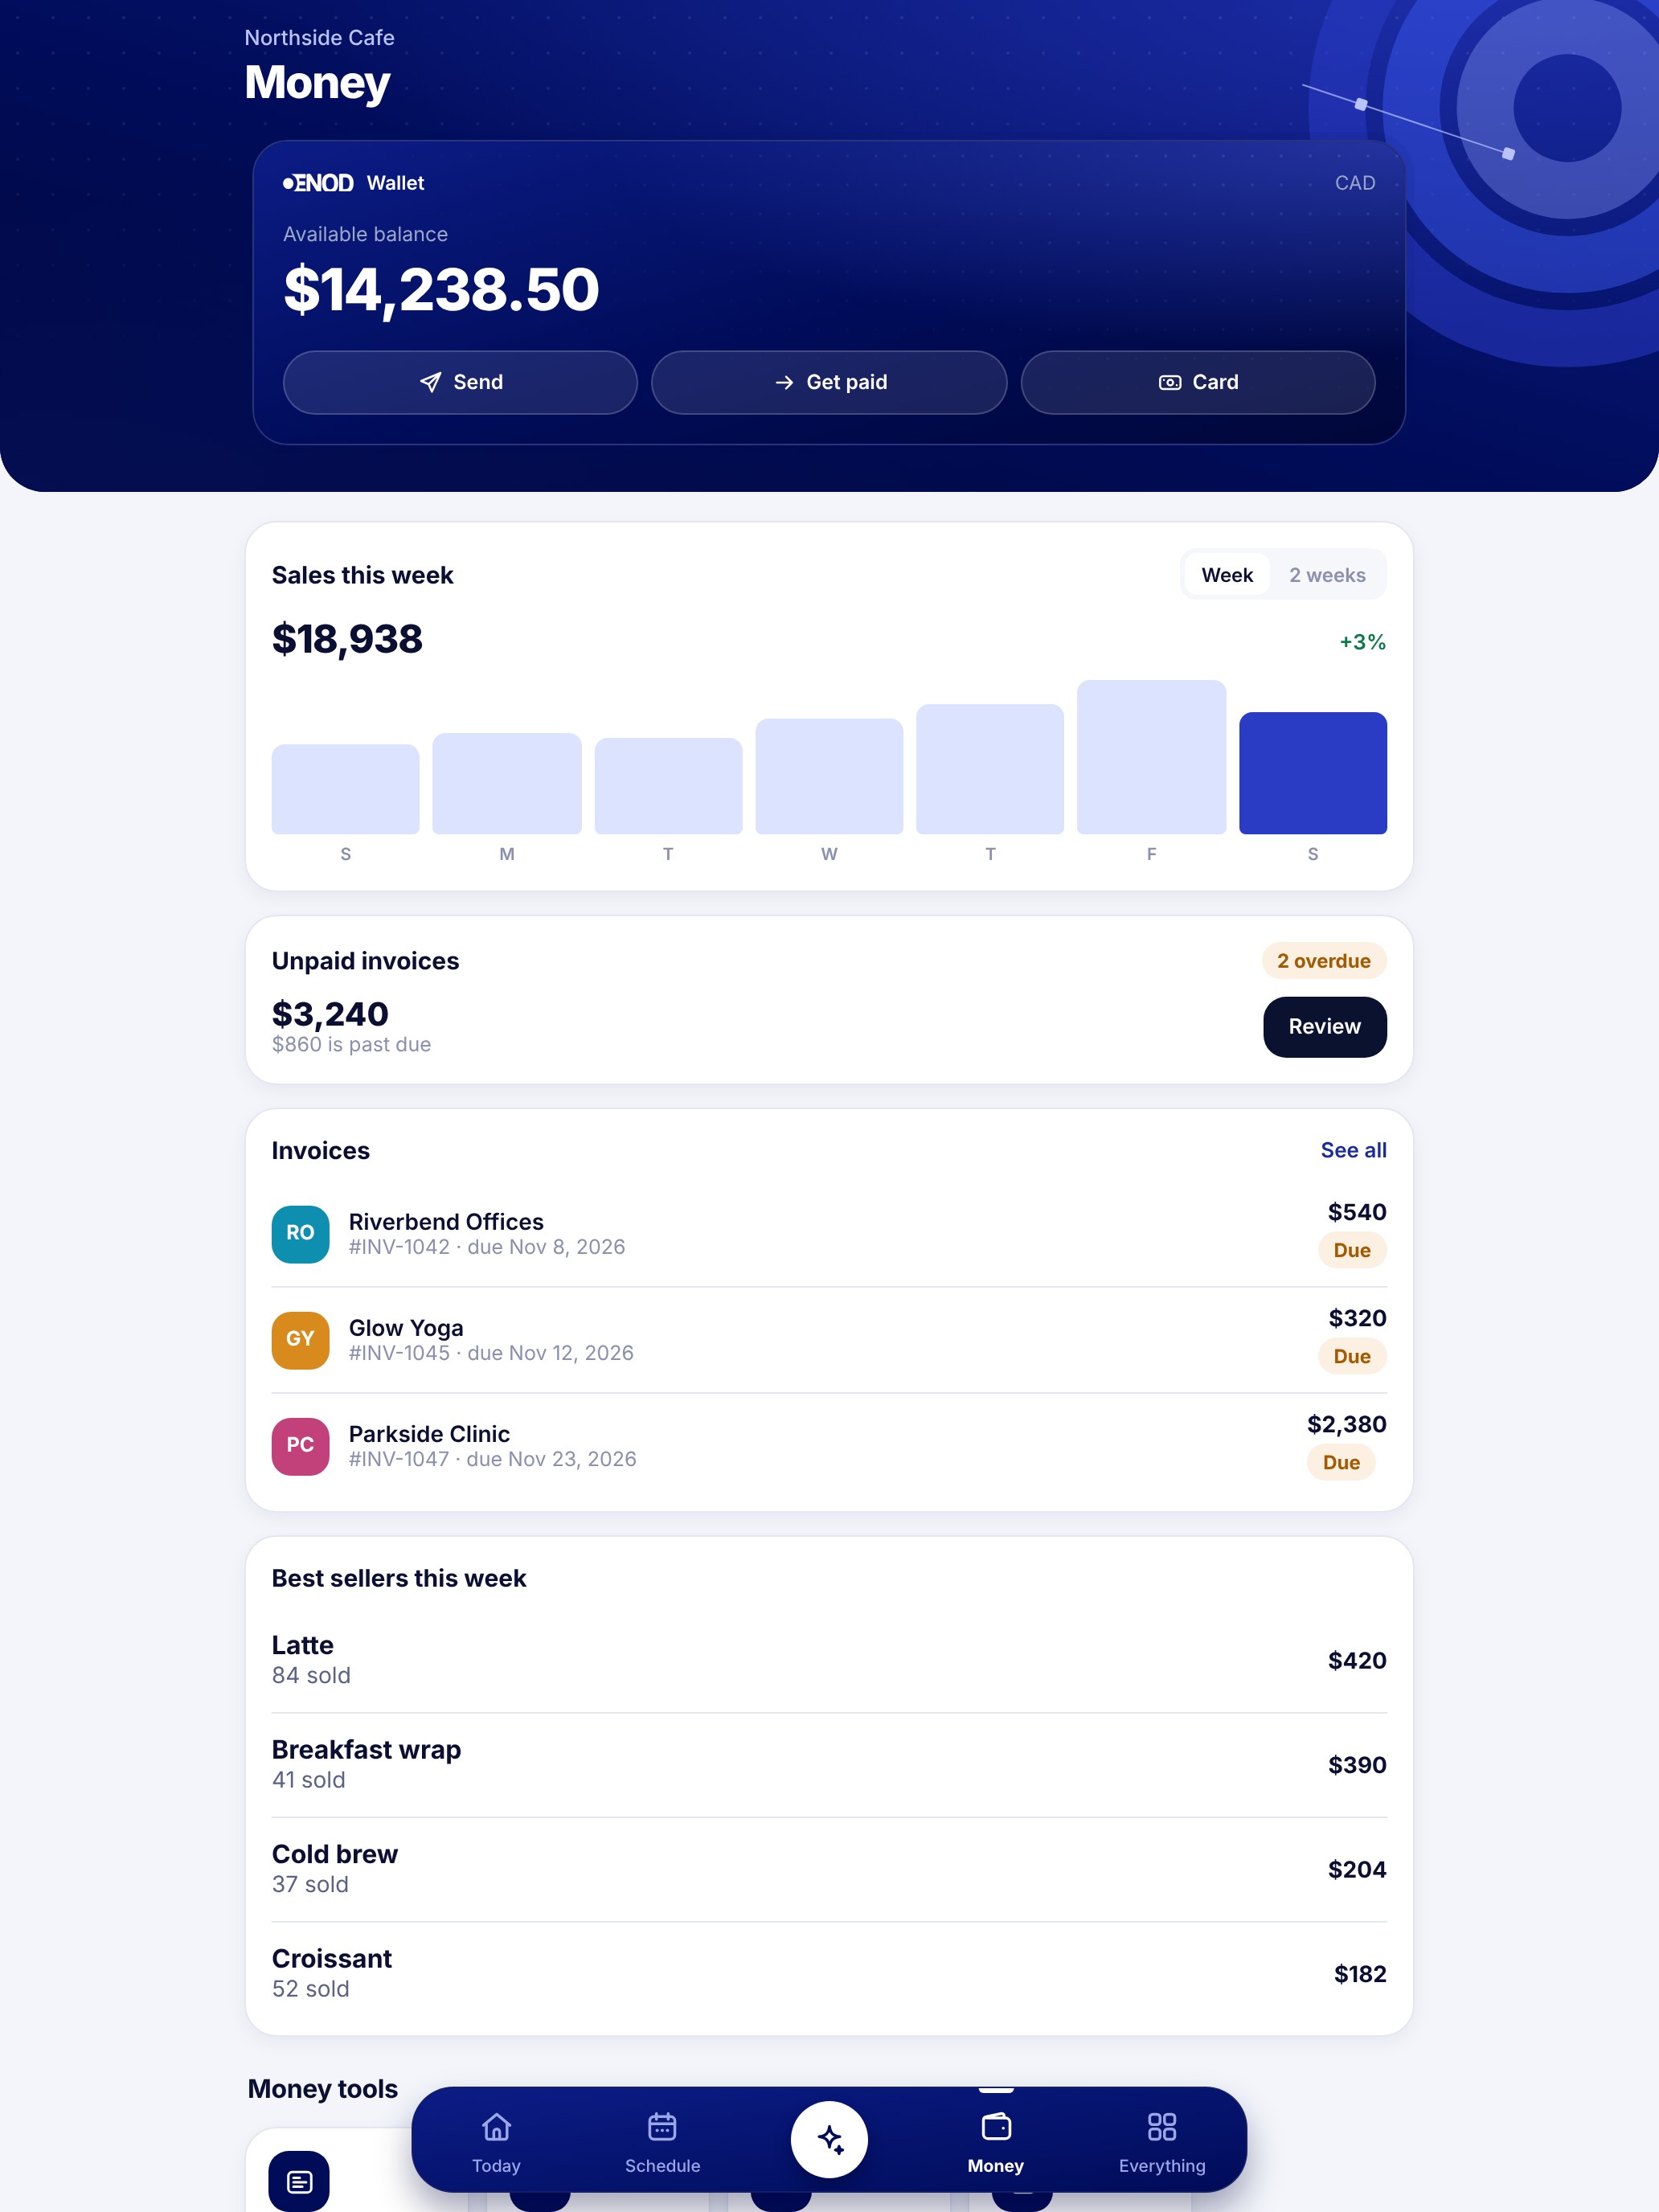 Northside Cafe
Money
ENOD Wallet
CAD
Available balance
$14,238.50
Send
Get paid
Card
Sales this week
Week
2 weeks
$18,938
+3%
S M T W T F S
Unpaid invoices
2 overdue
$3,240
$860 is past due
Review
Invoices
See all
RO
Riverbend Offices
#INV-1042 · due Nov 8, 2026
$540
Due
GY
Glow Yoga
#INV-1045 · due Nov 12, 2026
$320
Due
PC
Parkside Clinic
#INV-1047 · due Nov 23, 2026
$2,380
Due
Best sellers this week
Latte
84 sold
$420
Breakfast wrap
41 sold
$390
Cold brew
37 sold
$204
Croissant
52 sold
$182
Money tools
Today
Schedule
Money
Everything